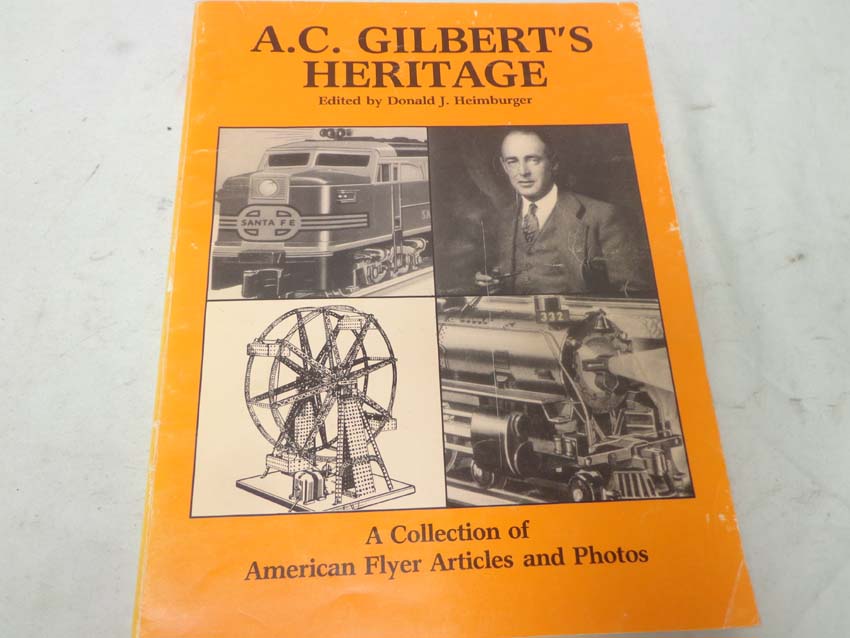 A.C. GILBERT'S
HERITAGE
Edited by Donald J. Heimburger
SANTA FE
332
A Collection of
American Flyer Articles and Photos